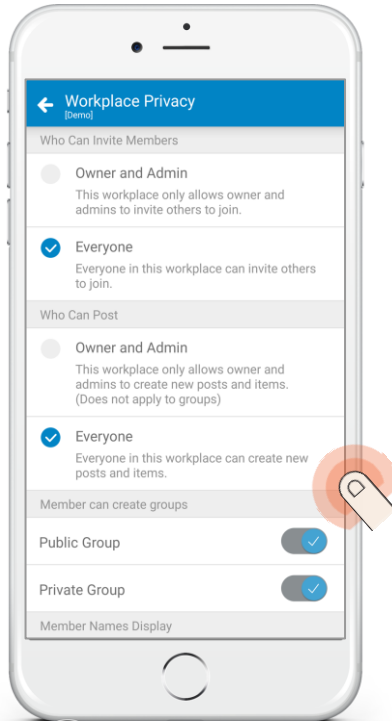 Workplace Privacy
[Demo]
Who Can Invite Members
Owner and Admin
This workplace only allows owner and
admins to invite others to join.
Everyone
Everyone in this workplace can invite others
to join.
Who Can Post
Owner and Admin
This workplace only allows owner and
admins to create new posts and items.
(Does not apply to groups)
Everyone
Everyone in this workplace can create new
posts and items.
Member can create groups
Public Group
Private Group
Member Names Display